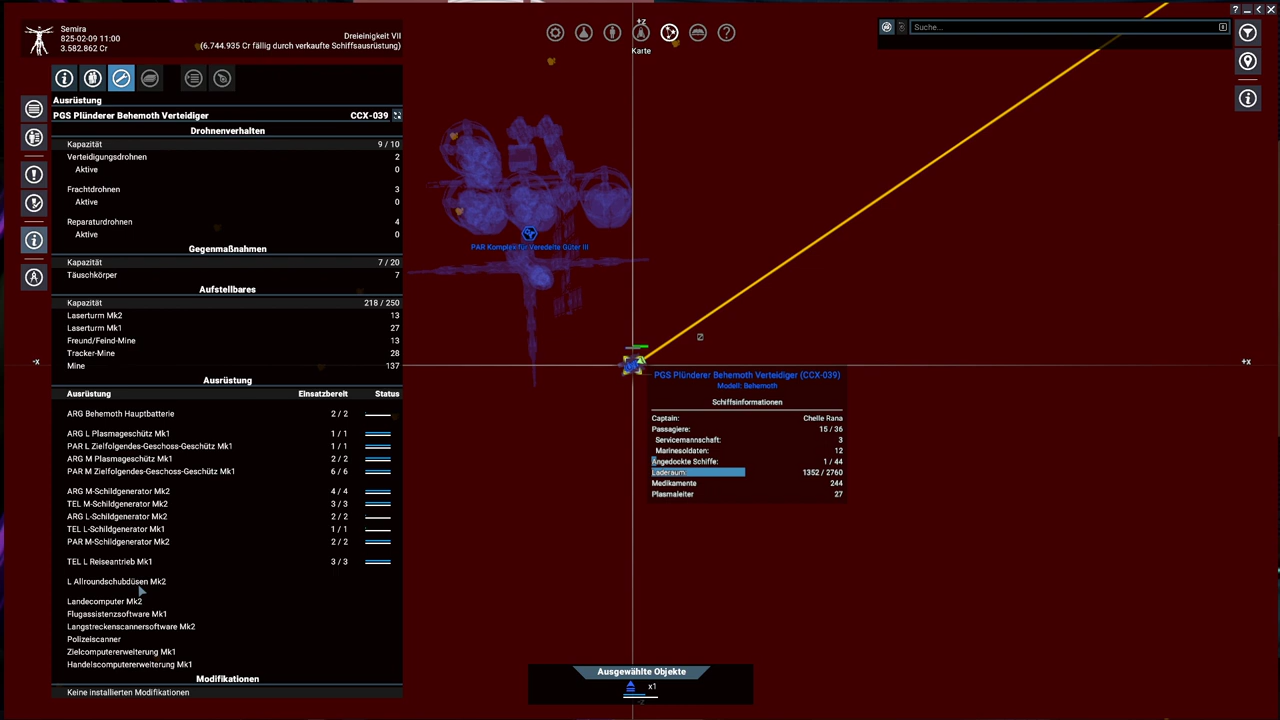 Semira
825-02-09 11:00
3.582.862 Cr
Dreieinigkeit VII
(6.744.935 Cr fällig durch verkaufte Schiffsausrüstung)
Ausrüstung
PGS Plünderer Behemoth Verteidiger CCX-039
Drohnenverhalten
Kapazität 9 / 10
Verteidigungsdrohnen 2
Aktive 0
Frachtdrohnen 3
Aktive 0
Reparaturdrohnen 4
Aktive 0
Gegenmaßnahmen
Kapazität 7 / 20
Täuschkörper 7
Aufstellbares
Kapazität 218 / 250
Laserturm Mk2 13
Laserturm Mk1 27
Freund/Feind-Mine 13
Tracker-Mine 28
Mine 137
Ausrüstung
Ausrüstung Einsatzbereit Status
ARG Behemoth Hauptbatterie 2 / 2
ARG L Plasmageschütz Mk1 1 / 1
PAR L Zielfolgendes-Geschoss-Geschütz Mk1 1 / 1
ARG M Plasmageschütz Mk1 2 / 2
PAR M Zielfolgendes-Geschoss-Geschütz Mk1 6 / 6
ARG M-Schildgenerator Mk2 4 / 4
TEL M-Schildgenerator Mk2 3 / 3
ARG L-Schildgenerator Mk2 2 / 2
TEL L-Schildgenerator Mk1 1 / 1
PAR M-Schildgenerator Mk2 2 / 2
TEL L Reiseantrieb Mk1 3 / 3
L Allroundschubdüsen Mk2
Landecomputer Mk2
Flugassistenzsoftware Mk1
Langstreckenscannersoftware Mk2
Polizeiscanner
Zielcomputererweiterung Mk1
Handelscomputererweiterung Mk1
Modifikationen
Keine installierten Modifikationen
+z
Karte
Suche...
? _ < X
PAR Komplex für Veredelte Güter III
-x
+x
PGS Plünderer Behemoth Verteidiger (CCX-039)
Modell: Behemoth
Schiffsinformationen
Captain: Chelle Rana
Passagiere: 15 / 36
Servicemannschaft: 3
Marinesoldaten: 12
Angedockte Schiffe: 1 / 44
Laderaum 1352 / 2760
Medikamente 244
Plasmaleiter 27
Ausgewählte Objekte
x1
-z